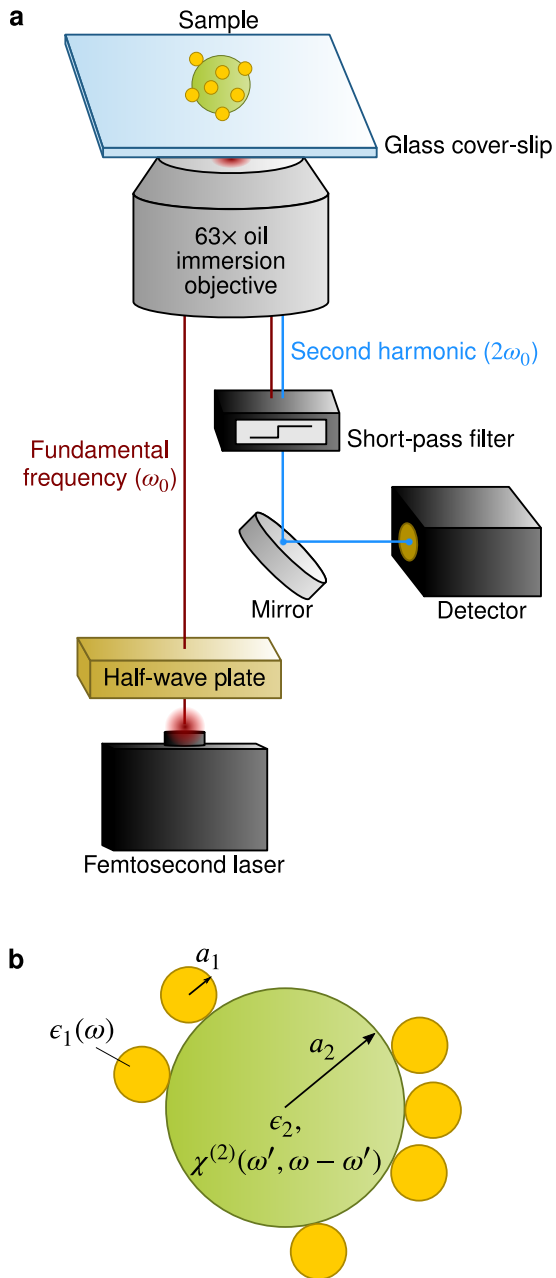 a
Sample
Glass cover-slip
63× oil
immersion
objective
Second harmonic (2ω₀)
Short-pass filter
Fundamental
frequency (ω₀)
Mirror
Detector
Half-wave plate
Femtosecond laser
b
a₁
ϵ₁(ω)
a₂
ϵ₂,
χ⁽²⁾(ω′, ω − ω′)